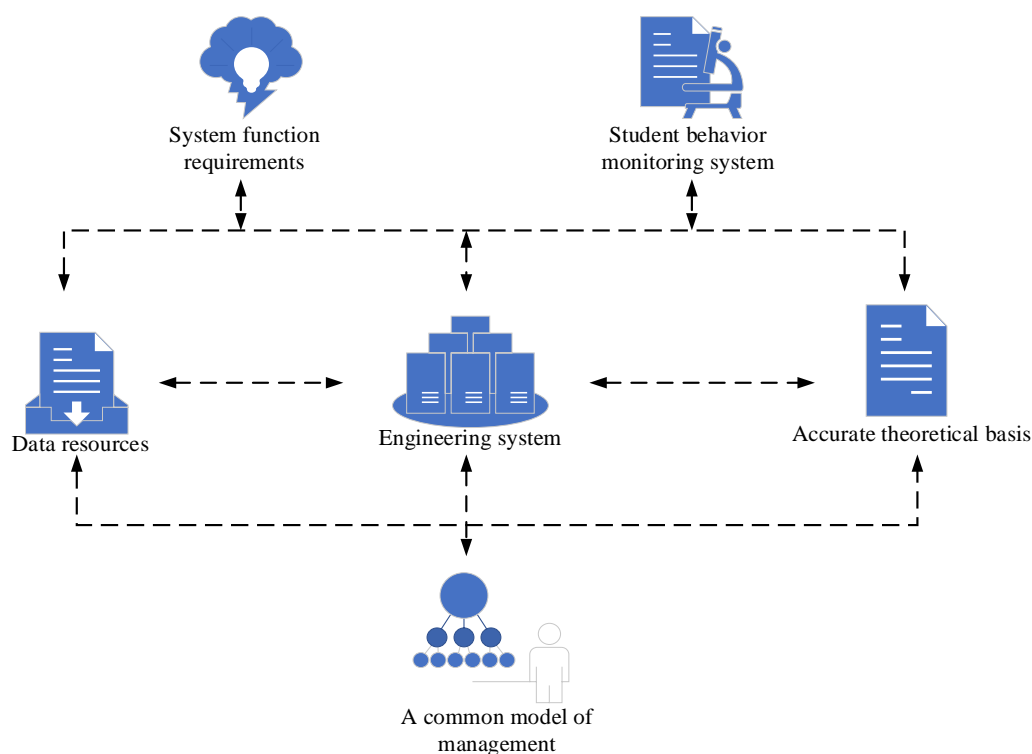 System function
requirements
Student behavior
monitoring system
Data resources
Engineering system
Accurate theoretical basis
A common model of
management